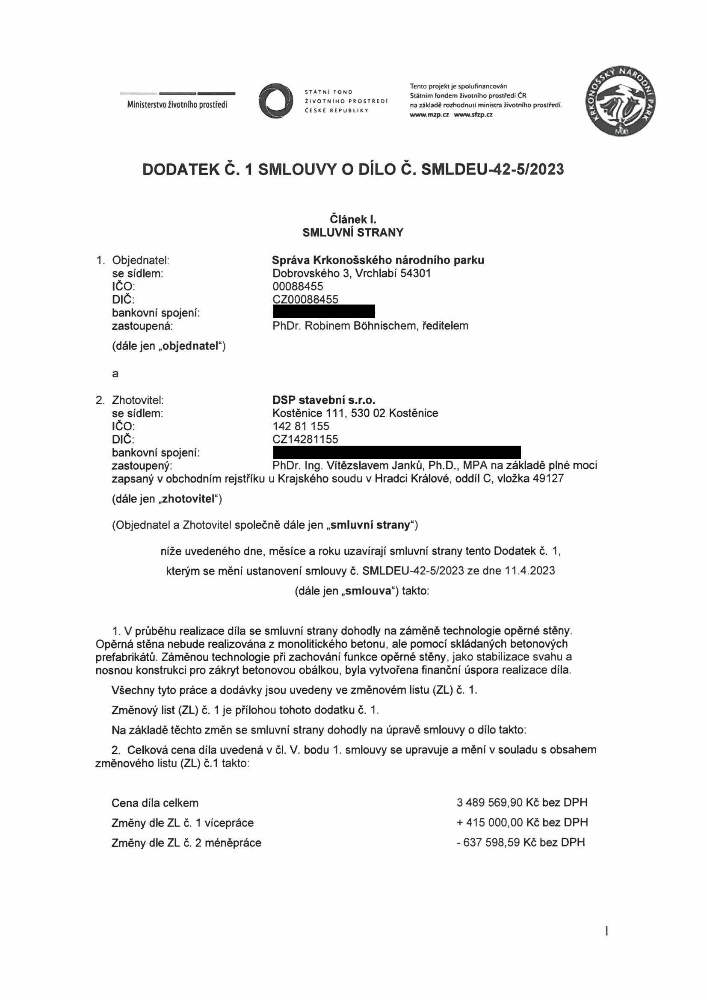 Ministerstvo životního prostředí
STÁTNÍ FOND
ŽIVOTNÍHO PROSTŘEDÍ
ČESKÉ REPUBLIKY
Tento projekt je spolufinancován
Státním fondem životního prostředí ČR
na základě rozhodnutí ministra životního prostředí.
www.mzp.cz www.sfzp.cz
KRKONOŠSKÝ NÁRODNÍ PARK
MAB
DODATEK Č. 1 SMLOUVY O DÍLO Č. SMLDEU-42-5/2023
Článek I.
SMLUVNÍ STRANY
1. Objednatel: Správa Krkonošského národního parku
se sídlem: Dobrovského 3, Vrchlabí 54301
IČO: 00088455
DIČ: CZ00088455
bankovní spojení:
zastoupená: PhDr. Robinem Böhnischem, ředitelem
(dále jen „objednatel“)
a
2. Zhotovitel: DSP stavební s.r.o.
se sídlem: Kostěnice 111, 530 02 Kostěnice
IČO: 142 81 155
DIČ: CZ14281155
bankovní spojení:
zastoupený: PhDr. Ing. Vítězslavem Janků, Ph.D., MPA na základě plné moci
zapsaný v obchodním rejstříku u Krajského soudu v Hradci Králové, oddíl C, vložka 49127
(dále jen „zhotovitel“)
(Objednatel a Zhotovitel společně dále jen „smluvní strany“)
níže uvedeného dne, měsíce a roku uzavírají smluvní strany tento Dodatek č. 1,
kterým se mění ustanovení smlouvy č. SMLDEU-42-5/2023 ze dne 11.4.2023
(dále jen „smlouva“) takto:
1. V průběhu realizace díla se smluvní strany dohodly na záměně technologie opěrné stěny.
Opěrná stěna nebude realizována z monolitického betonu, ale pomocí skládaných betonových
prefabrikátů. Záměnou technologie při zachování funkce opěrné stěny, jako stabilizace svahu a
nosnou konstrukci pro zákryt betonovou obálkou, byla vytvořena finanční úspora realizace díla.
Všechny tyto práce a dodávky jsou uvedeny ve změnovém listu (ZL) č. 1.
Změnový list (ZL) č. 1 je přílohou tohoto dodatku č. 1.
Na základě těchto změn se smluvní strany dohodly na úpravě smlouvy o dílo takto:
2. Celková cena díla uvedená v čl. V. bodu 1. smlouvy se upravuje a mění v souladu s obsahem
změnového listu (ZL) č.1 takto:
Cena díla celkem 3 489 569,90 Kč bez DPH
Změny dle ZL č. 1 vícepráce + 415 000,00 Kč bez DPH
Změny dle ZL č. 2 méněpráce - 637 598,59 Kč bez DPH
1